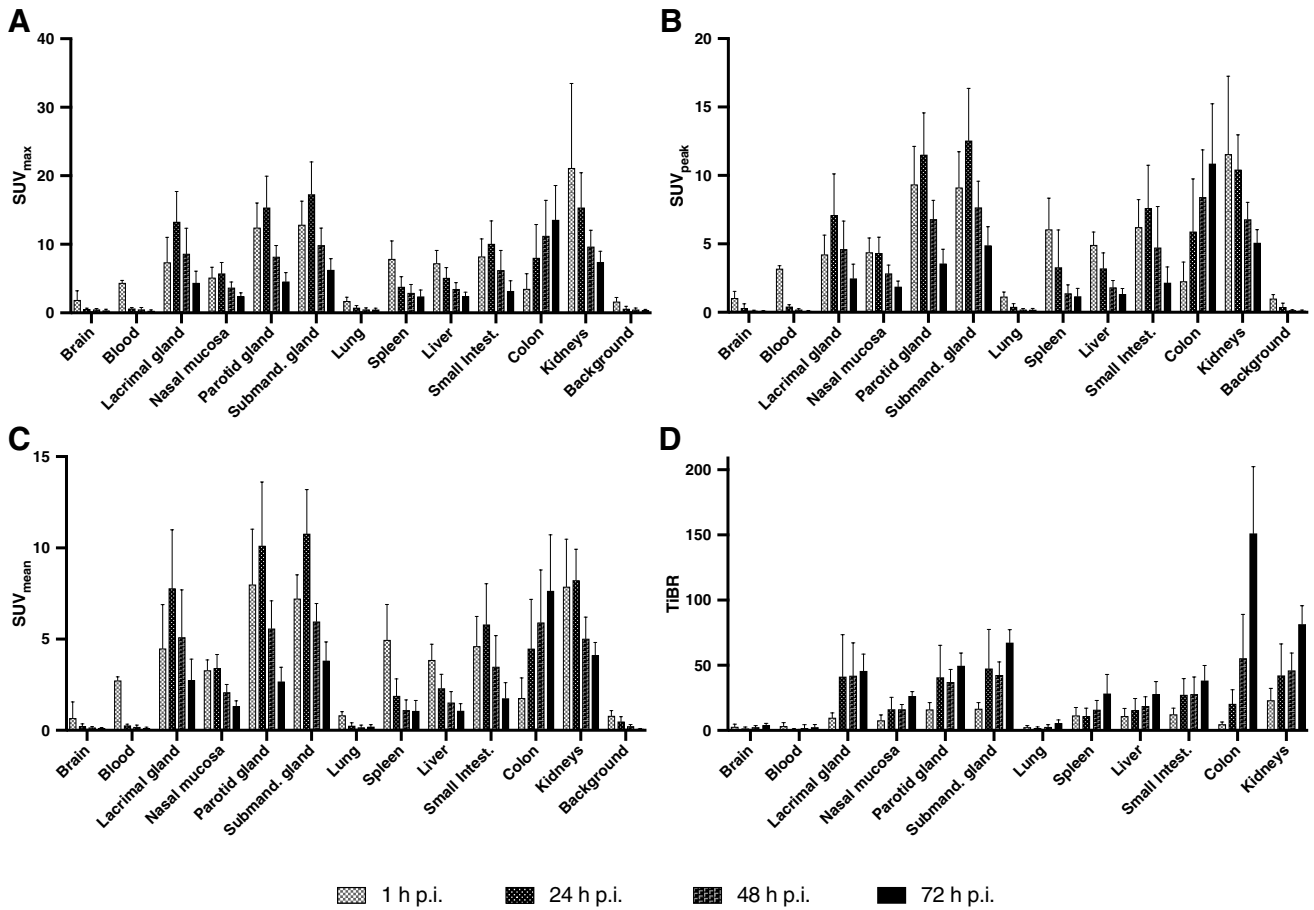 A
SUVmax
40
30
20
10
0
Brain
Blood
Lacrimal gland
Nasal mucosa
Parotid gland
Submand. gland
Lung
Spleen
Liver
Small Intest.
Colon
Kidneys
Background
B
SUVpeak
20
15
10
5
0
Brain
Blood
Lacrimal gland
Nasal mucosa
Parotid gland
Submand. gland
Lung
Spleen
Liver
Small Intest.
Colon
Kidneys
Background
C
SUVmean
15
10
5
0
Brain
Blood
Lacrimal gland
Nasal mucosa
Parotid gland
Submand. gland
Lung
Spleen
Liver
Small Intest.
Colon
Kidneys
Background
D
TiBR
200
150
100
50
0
Brain
Blood
Lacrimal gland
Nasal mucosa
Parotid gland
Submand. gland
Lung
Spleen
Liver
Small Intest.
Colon
Kidneys
1 h p.i.
24 h p.i.
48 h p.i.
72 h p.i.